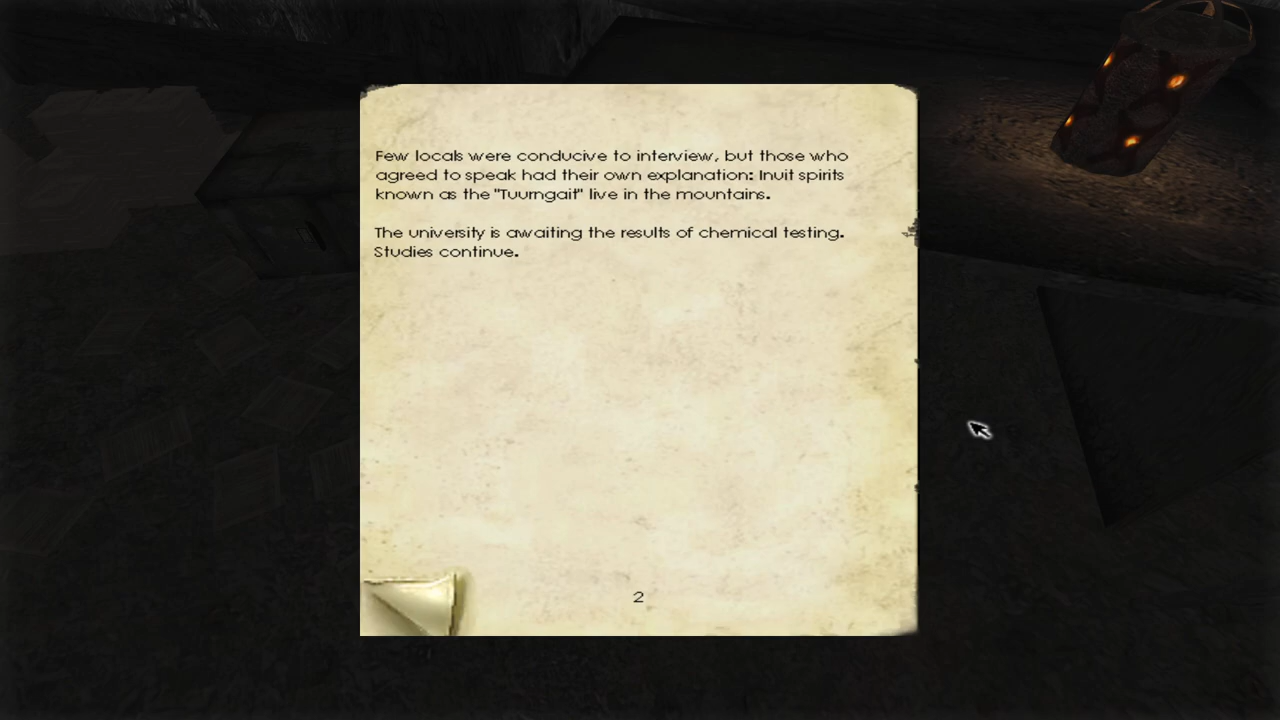 Few locals were conducive to interview, but those who
agreed to speak had their own explanation: Inuit spirits
known as the "Tuurngait" live in the mountains.
The university is awaiting the results of chemical testing.
Studies continue.
2